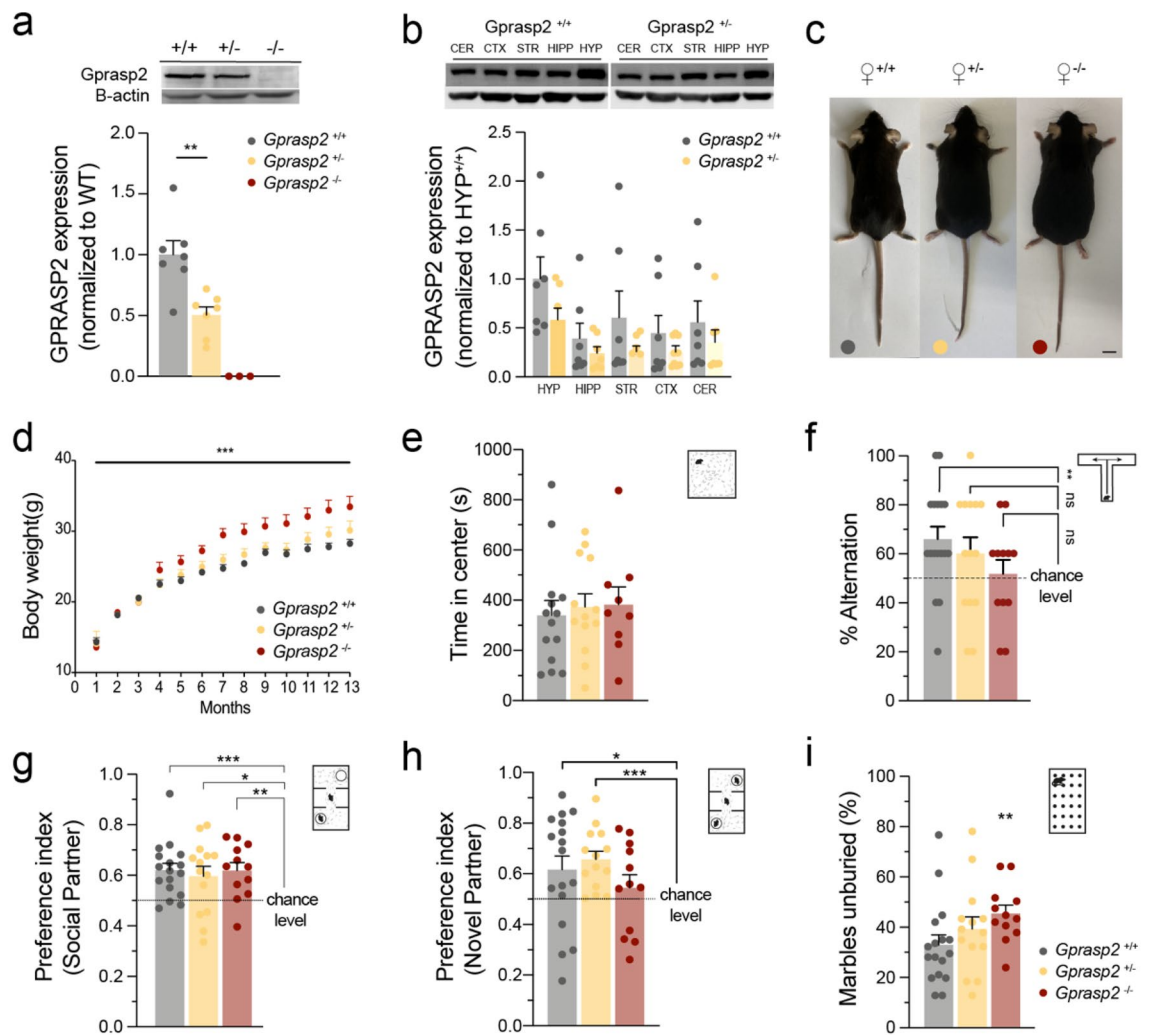 a
+/+ +/- -/-
Gprasp2
B-actin
GPRASP2 expression
(normalized to WT)
2.0
1.5
1.0
0.5
0.0
**
Gprasp2 +/+
Gprasp2 +/-
Gprasp2 -/-
b
Gprasp2 +/+ Gprasp2 +/-
CER CTX STR HIPP HYP CER CTX STR HIPP HYP
GPRASP2 expression
(normalized to HYP+/+)
2.5
2.0
1.5
1.0
0.5
0.0
Gprasp2 +/+
Gprasp2 +/-
HYP HIPP STR CTX CER
c
♀+/+ ♀+/- ♀-/-
d
Body weight(g)
40
30
20
10
***
Gprasp2 +/+
Gprasp2 +/-
Gprasp2 -/-
0 1 2 3 4 5 6 7 8 9 10 11 12 13
Months
e
Time in center (s)
1000
800
600
400
200
0
f
% Alternation
100
80
60
40
20
0
**
ns
ns
chance
level
g
Preference index
(Social Partner)
1.0
0.8
0.6
0.4
0.2
0.0
***
*
**
chance
level
h
Preference index
(Novel Partner)
1.0
0.8
0.6
0.4
0.2
0.0
*
***
chance
level
i
Marbles unburied (%)
100
80
60
40
20
0
**
Gprasp2 +/+
Gprasp2 +/-
Gprasp2 -/-